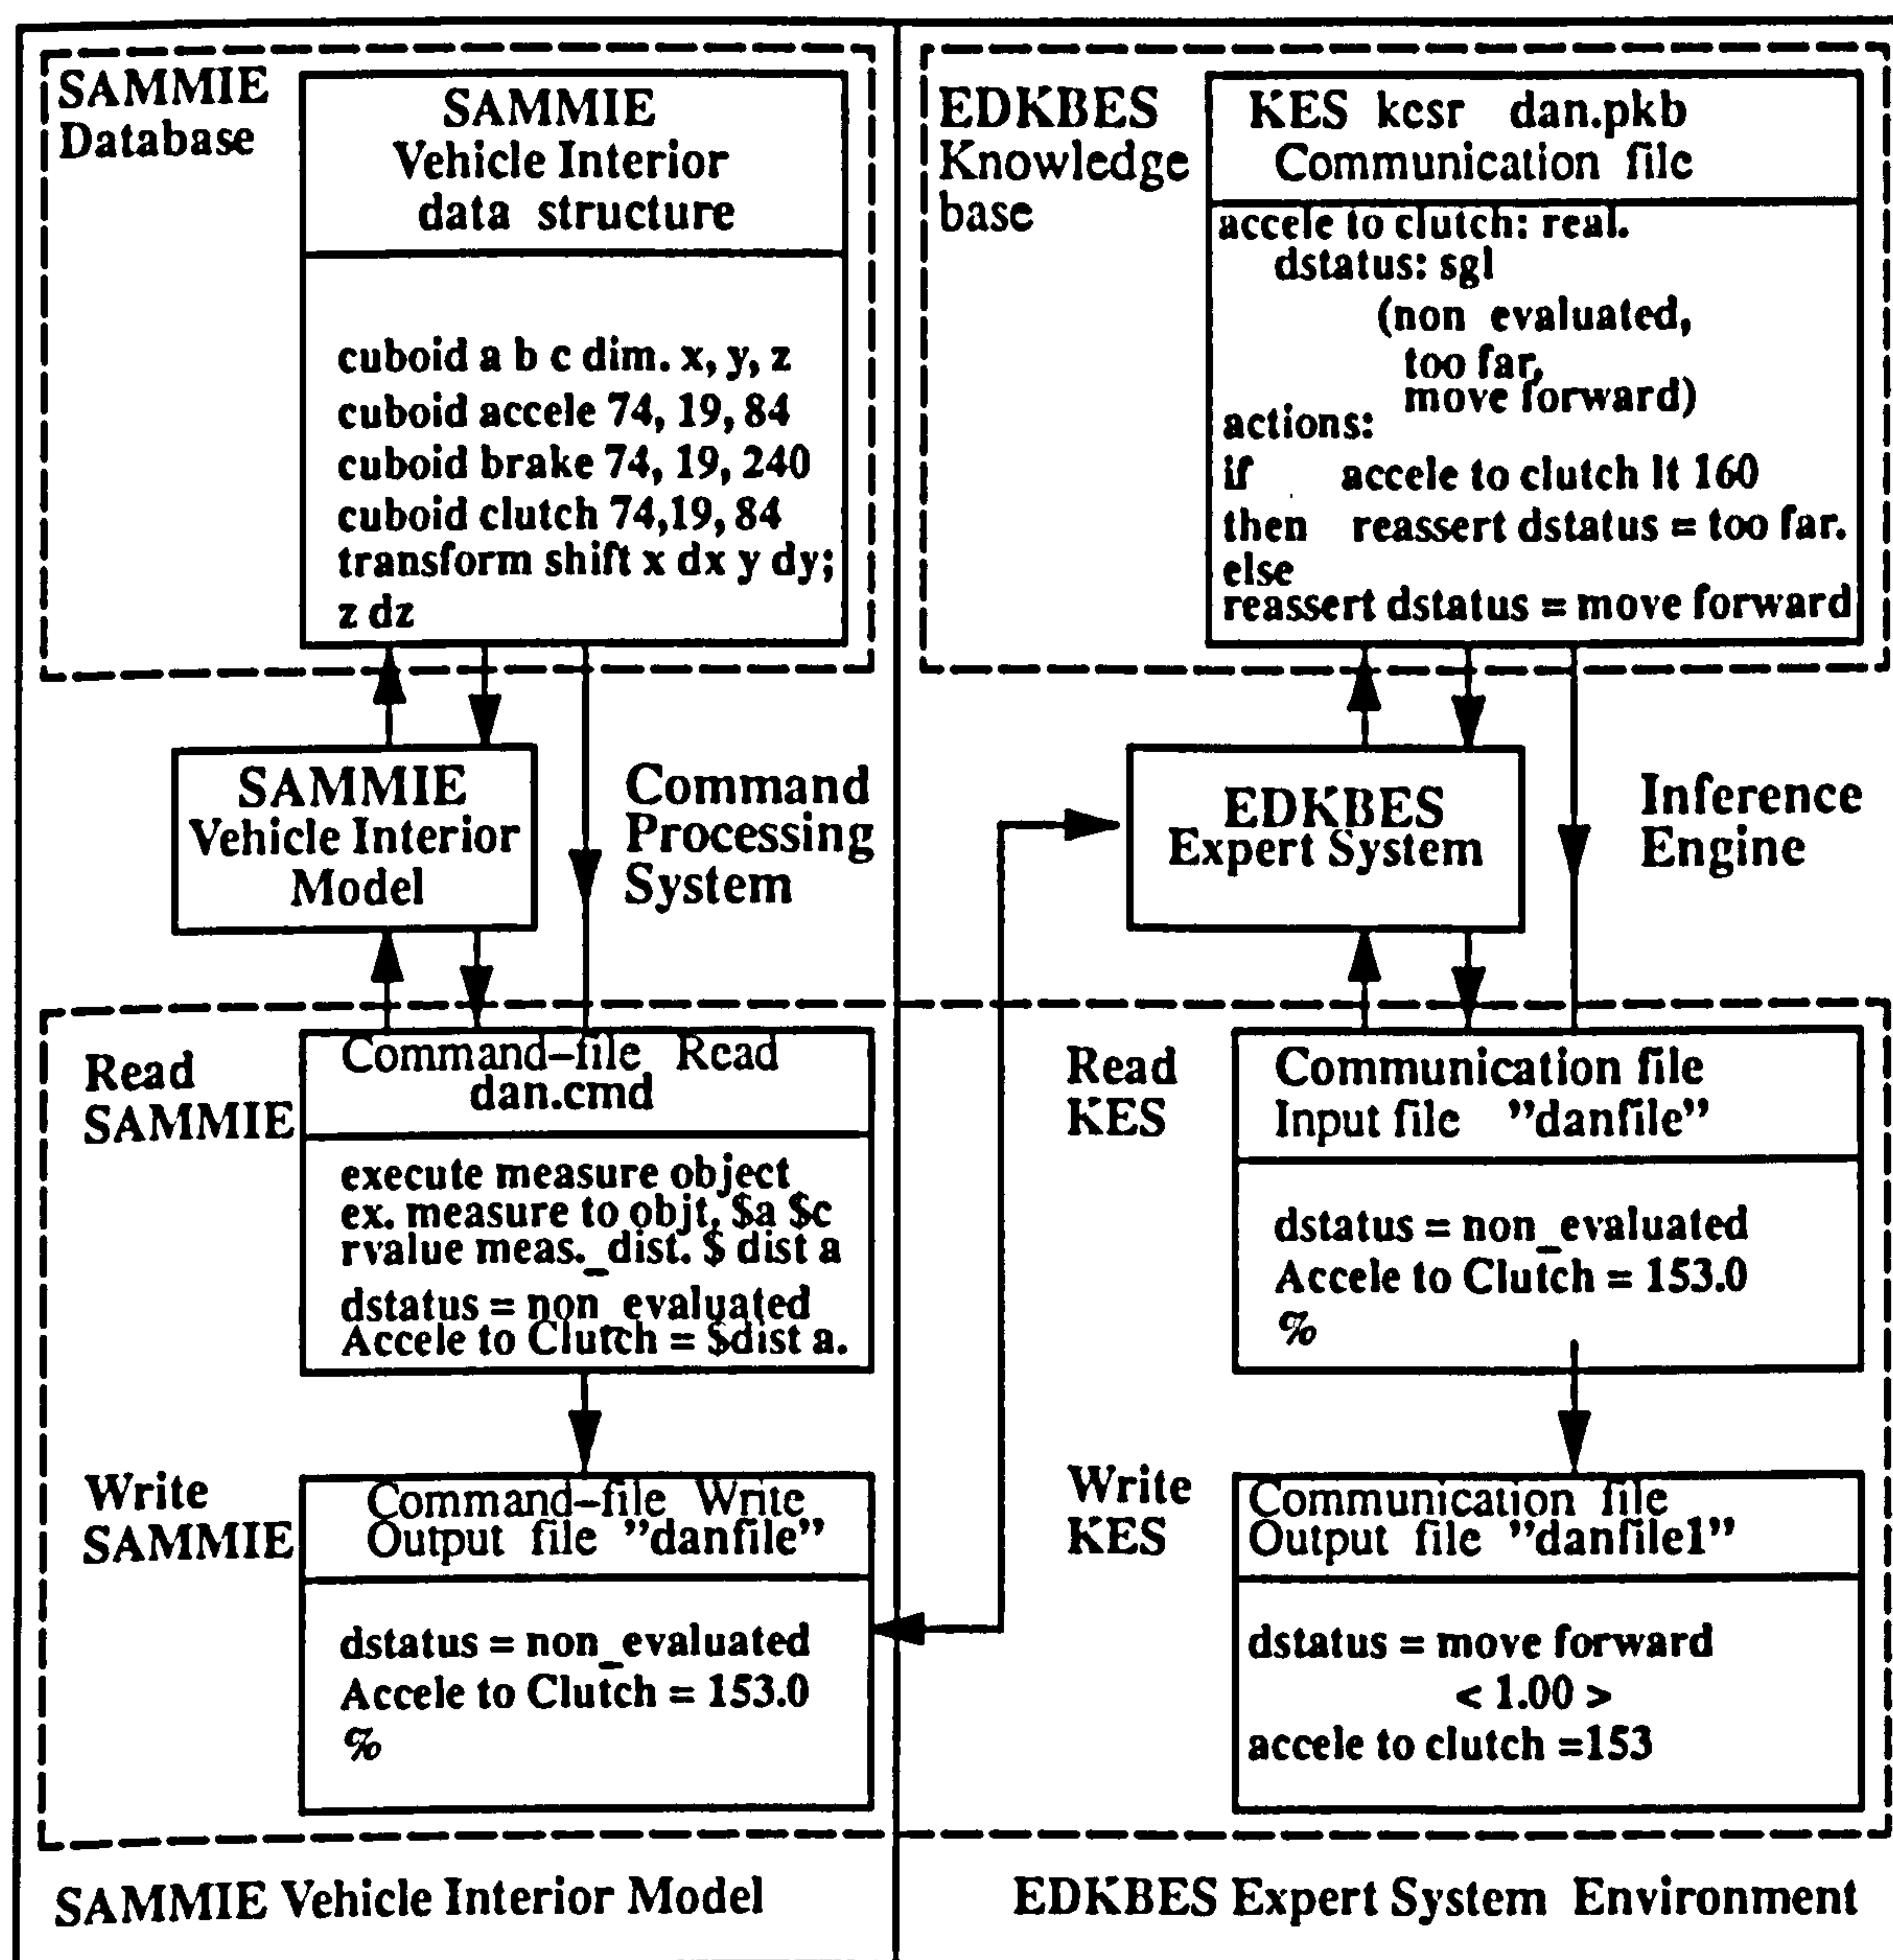 SAMMIE
Database
SAMMIE
Vehicle Interior
data structure
cuboid a b c dim. x, y, z
cuboid accele 74, 19, 84
cuboid brake 74, 19, 240
cuboid clutch 74,19, 84
transform shift x dx y dy;
z dz
EDKBES
Knowledge
base
KES kcsr dan.pkb
Communication file
accele to clutch: real.
dstatus: sgl
(non evaluated,
too far,
move forward)
actions:
if accele to clutch lt 160
then reassert dstatus = too far.
else
reassert dstatus = move forward
SAMMIE
Vehicle Interior
Model
Command
Processing
System
EDKBES
Expert System
Inference
Engine
Read
SAMMIE
Command-file Read
dan.cmd
execute measure object
ex. measure to objt, $a $c
rvalue meas._dist. $ dist a
dstatus = non_evaluated
Accele to Clutch = $dist a.
Read
KES
Communication file
Input file ”danfile”
dstatus = non_evaluated
Accele to Clutch = 153.0
%
Write
SAMMIE
Command-file Write
Output file ”danfile”
dstatus = non_evaluated
Accele to Clutch = 153.0
%
Write
KES
Communication file
Output file ”danfile1”
dstatus = move forward
< 1.00 >
accele to clutch =153
SAMMIE Vehicle Interior Model
EDKBES Expert System Environment